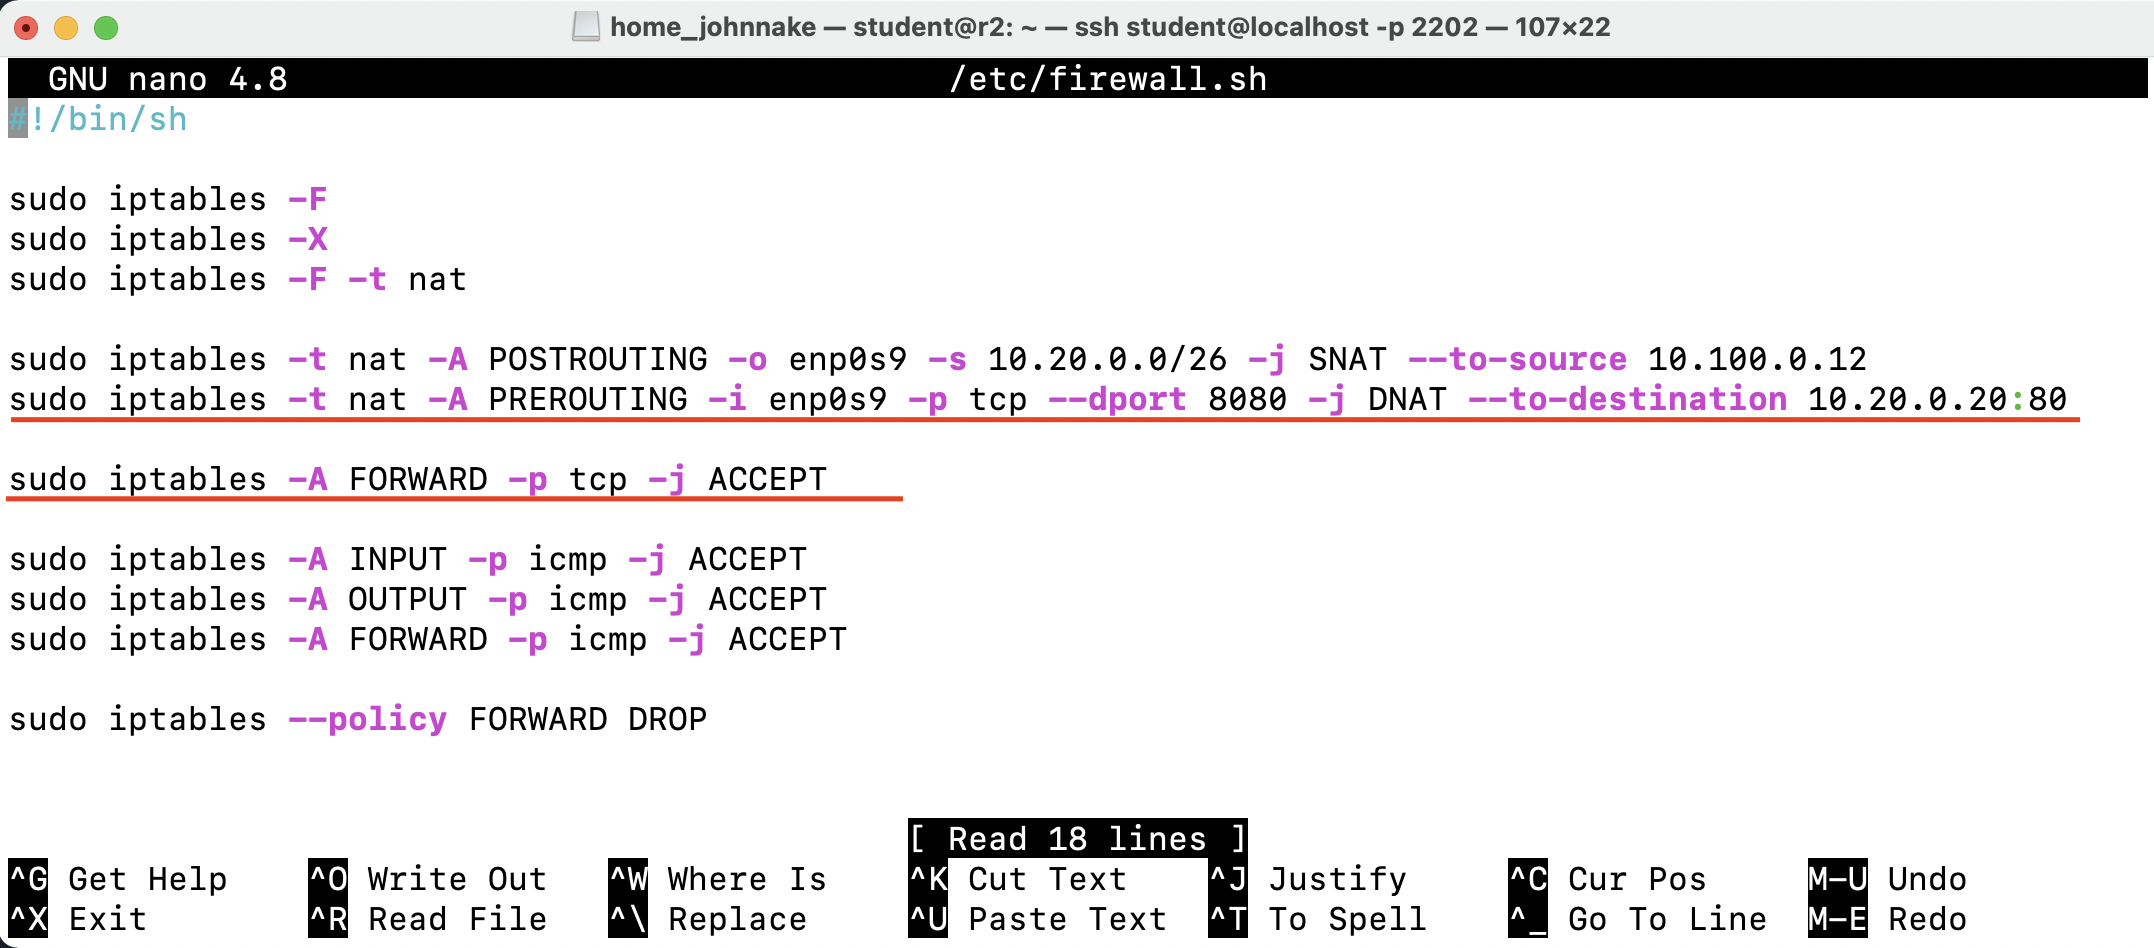 home_johnnake — student@r2: ~ — ssh student@localhost -p 2202 — 107×22
GNU nano 4.8 /etc/firewall.sh
#!/bin/sh
sudo iptables -F
sudo iptables -X
sudo iptables -F -t nat
sudo iptables -t nat -A POSTROUTING -o enp0s9 -s 10.20.0.0/26 -j SNAT --to-source 10.100.0.12
sudo iptables -t nat -A PREROUTING -i enp0s9 -p tcp --dport 8080 -j DNAT --to-destination 10.20.0.20:80
sudo iptables -A FORWARD -p tcp -j ACCEPT
sudo iptables -A INPUT -p icmp -j ACCEPT
sudo iptables -A OUTPUT -p icmp -j ACCEPT
sudo iptables -A FORWARD -p icmp -j ACCEPT
sudo iptables --policy FORWARD DROP
[ Read 18 lines ]
^G Get Help ^O Write Out ^W Where Is ^K Cut Text ^J Justify ^C Cur Pos M-U Undo
^X Exit ^R Read File ^\ Replace ^U Paste Text ^T To Spell ^_ Go To Line M-E Redo